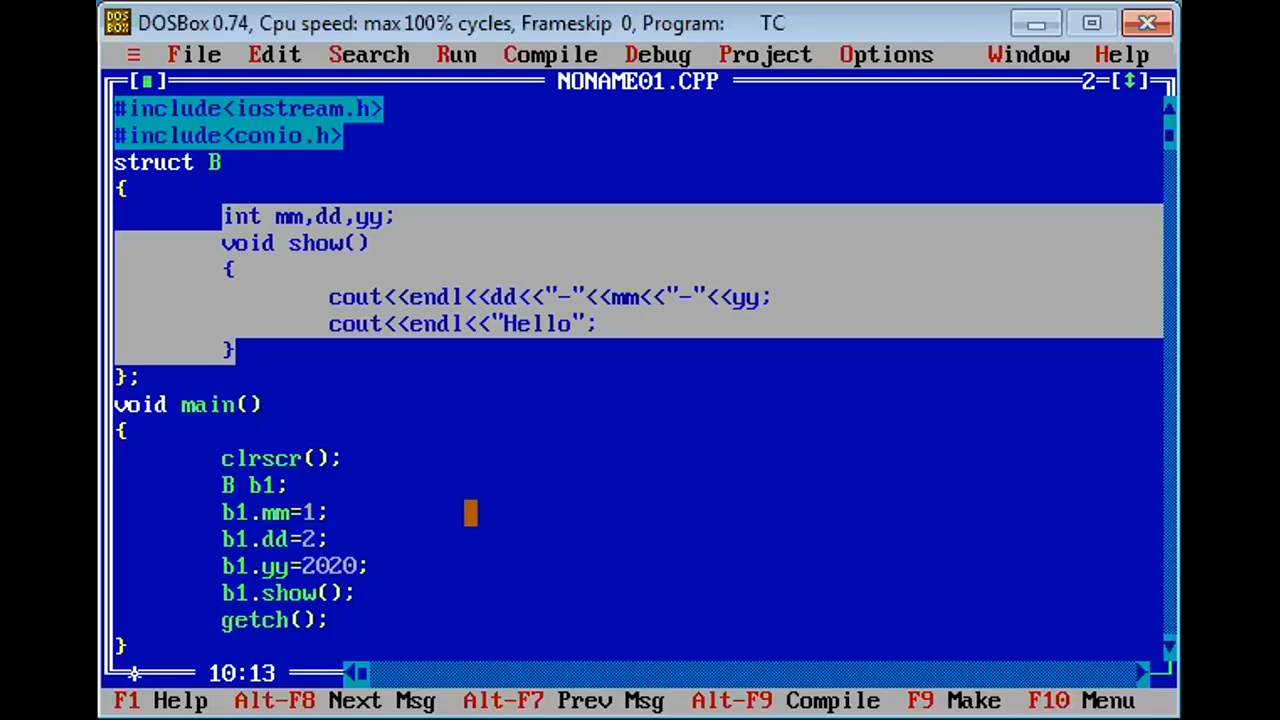 DOSBox 0.74, Cpu speed: max 100% cycles, Frameskip 0, Program: TC
≡ File Edit Search Run Compile Debug Project Options Window Help
[■] NONAME01.CPP 2=[↕]
#include<iostream.h>
#include<conio.h>
struct B
{
int mm,dd,yy;
void show()
{
cout<<endl<<dd<<"-"<<mm<<"-"<<yy;
cout<<endl<<"Hello";
}
};
void main()
{
clrscr();
B b1;
b1.mm=1;
b1.dd=2;
b1.yy=2020;
b1.show();
getch();
}
10:13
F1 Help Alt-F8 Next Msg Alt-F7 Prev Msg Alt-F9 Compile F9 Make F10 Menu